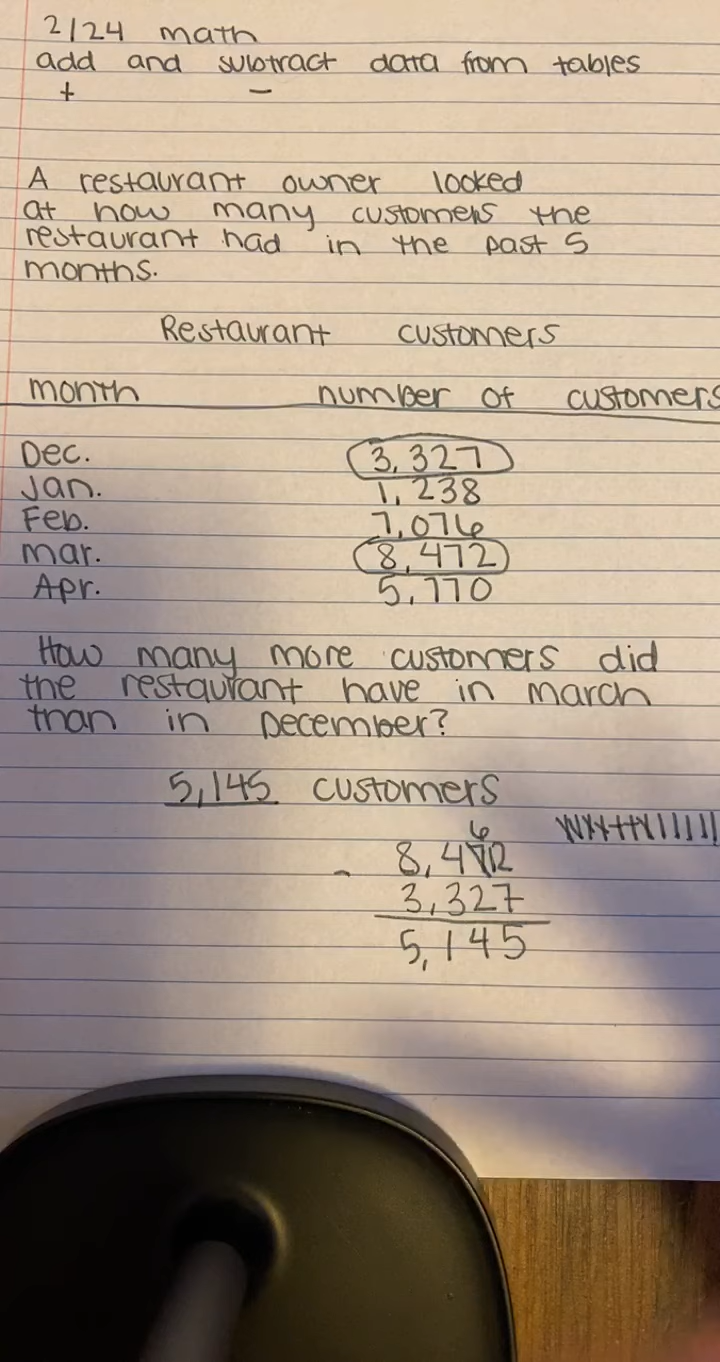 2/24 math
add and subtract data from tables
+ −
A restaurant owner looked
at how many customers the
restaurant had in the past 5
months.
Restaurant customers
month number of customers
Dec. 3,327
Jan. 1,238
Feb. 7,076
mar. 8,472
Apr. 5,770
How many more customers did
the restaurant have in march
than in December?
5,145 customers
6
- 8,4712
3,327
5,145